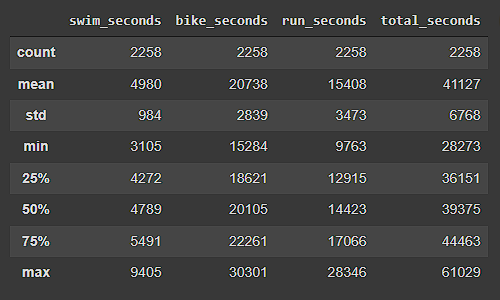 swim_seconds bike_seconds run_seconds total_seconds
count 2258 2258 2258 2258
mean 4980 20738 15408 41127
std 984 2839 3473 6768
min 3105 15284 9763 28273
25% 4272 18621 12915 36151
50% 4789 20105 14423 39375
75% 5491 22261 17066 44463
max 9405 30301 28346 61029